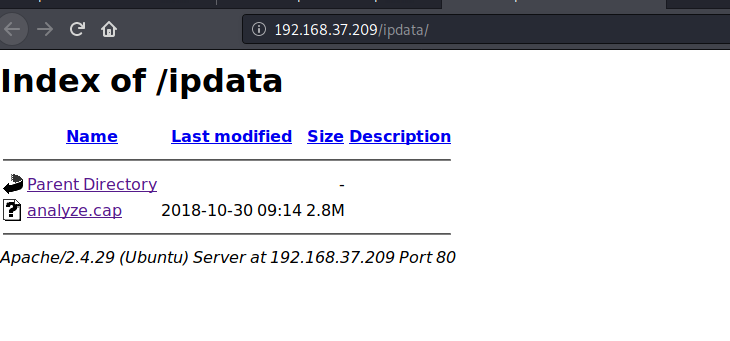 192.168.37.209/ipdata/
Index of /ipdata
Name Last modified Size Description
Parent Directory -
analyze.cap 2018-10-30 09:14 2.8M
Apache/2.4.29 (Ubuntu) Server at 192.168.37.209 Port 80